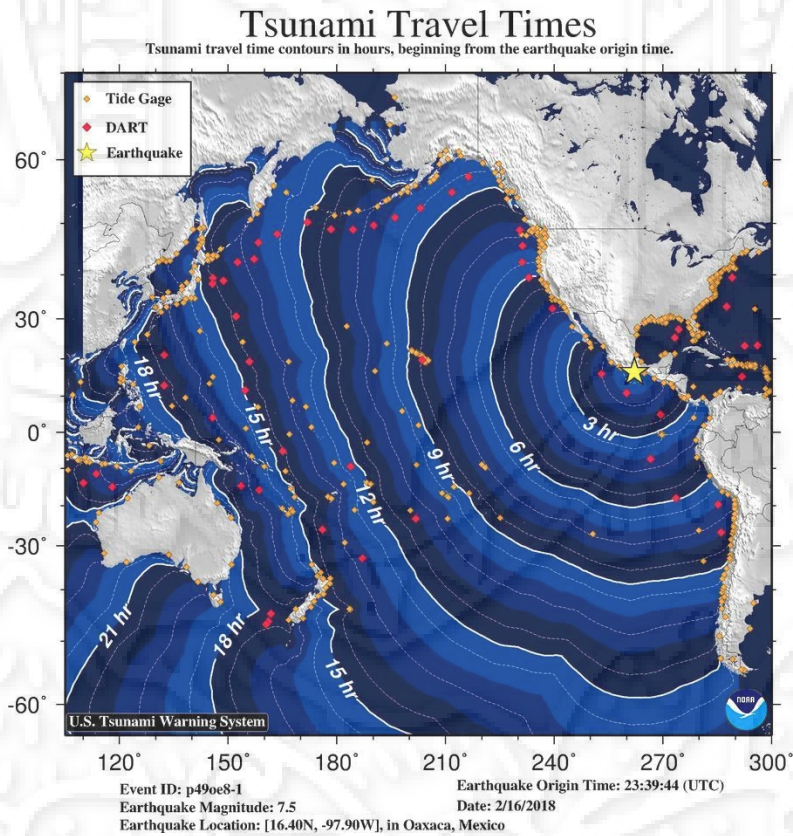 Tsunami Travel Times
Tsunami travel time contours in hours, beginning from the earthquake origin time.
Tide Gage
DART
Earthquake
60°
30°
0°
-30°
-60°
18 hr
15 hr
12 hr
9 hr
6 hr
3 hr
21 hr
18 hr
15 hr
NOAA
U.S. Tsunami Warning System
120° 150° 180° 210° 240° 270° 300°
Event ID: p49oe8-1
Earthquake Origin Time: 23:39:44 (UTC)
Earthquake Magnitude: 7.5
Date: 2/16/2018
Earthquake Location: [16.40N, -97.90W], in Oaxaca, Mexico